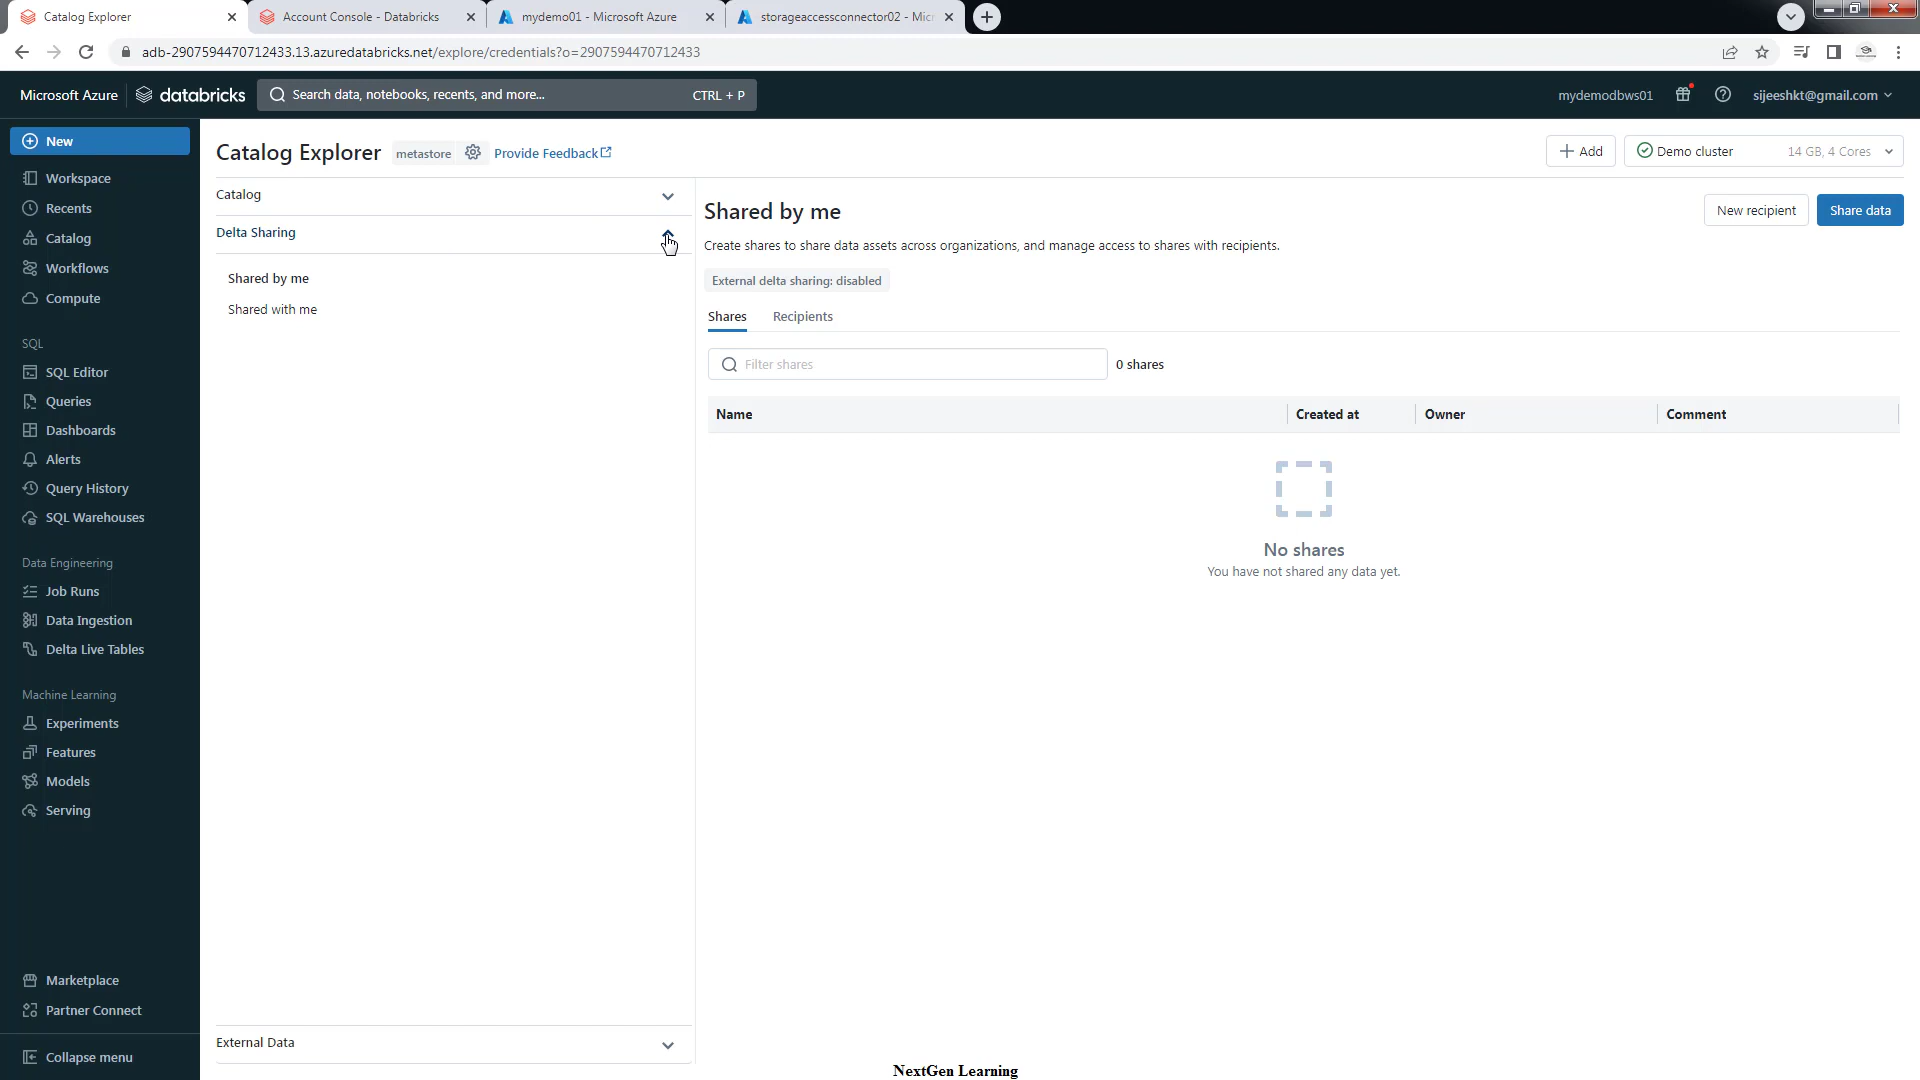 Catalog Explorer
Account Console - Databricks
mydemo01 - Microsoft Azure
storageaccessconnector02 - Mic
adb-2907594470712433.13.azuredatabricks.net/explore/credentials?o=2907594470712433
Microsoft Azure
databricks
Search data, notebooks, recents, and more...
CTRL + P
mydemodbws01
sijeeshkt@gmail.com
New
Workspace
Recents
Catalog
Workflows
Compute
SQL
SQL Editor
Queries
Dashboards
Alerts
Query History
SQL Warehouses
Data Engineering
Job Runs
Data Ingestion
Delta Live Tables
Machine Learning
Experiments
Features
Models
Serving
Marketplace
Partner Connect
Collapse menu
Catalog Explorer
metastore
Provide Feedback
Add
Demo cluster
14 GB, 4 Cores
Catalog
Delta Sharing
Shared by me
Shared with me
External Data
Shared by me
New recipient
Share data
Create shares to share data assets across organizations, and manage access to shares with recipients.
External delta sharing: disabled
Shares
Recipients
Filter shares
0 shares
Name
Created at
Owner
Comment
No shares
You have not shared any data yet.
NextGen Learning